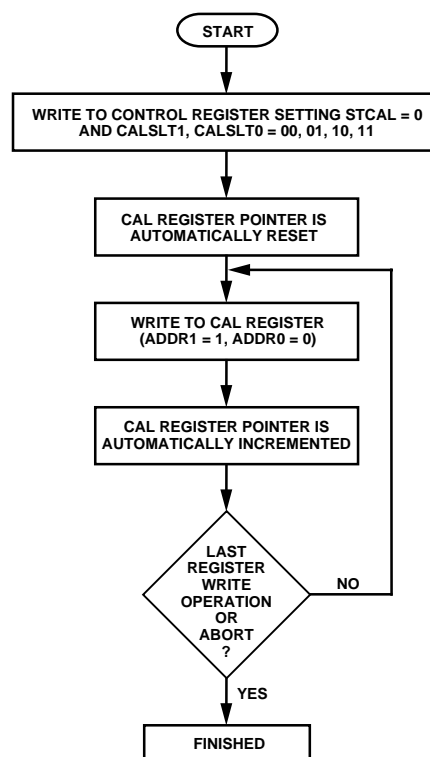 START
WRITE TO CONTROL REGISTER SETTING STCAL = 0
AND CALSLT1, CALSLT0 = 00, 01, 10, 11
CAL REGISTER POINTER IS
AUTOMATICALLY RESET
WRITE TO CAL REGISTER
(ADDR1 = 1, ADDR0 = 0)
CAL REGISTER POINTER IS
AUTOMATICALLY INCREMENTED
LAST
REGISTER
WRITE
OPERATION
OR
ABORT
?
NO
YES
FINISHED